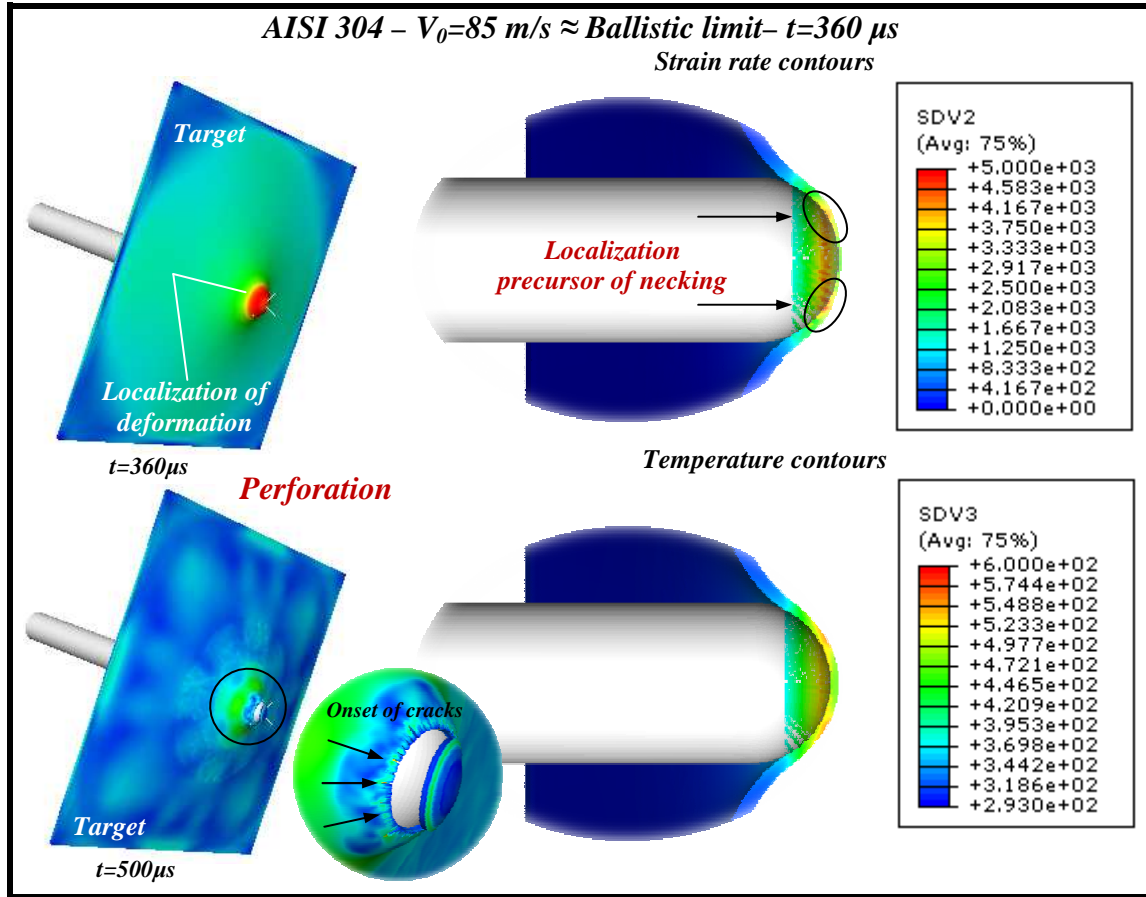 AISI 304 – V0=85 m/s ≈ Ballistic limit– t=360 μs
Strain rate contours
Target
Localization of
deformation
t=360μs
Localization
precursor of necking
SDV2
(Avg: 75%)
+5.000e+03
+4.583e+03
+4.167e+03
+3.750e+03
+3.333e+03
+2.917e+03
+2.500e+03
+2.083e+03
+1.667e+03
+1.250e+03
+8.333e+02
+4.167e+02
+0.000e+00
Perforation
Temperature contours
Onset of cracks
Target
t=500μs
SDV3
(Avg: 75%)
+6.000e+02
+5.744e+02
+5.488e+02
+5.233e+02
+4.977e+02
+4.721e+02
+4.465e+02
+4.209e+02
+3.953e+02
+3.698e+02
+3.442e+02
+3.186e+02
+2.930e+02